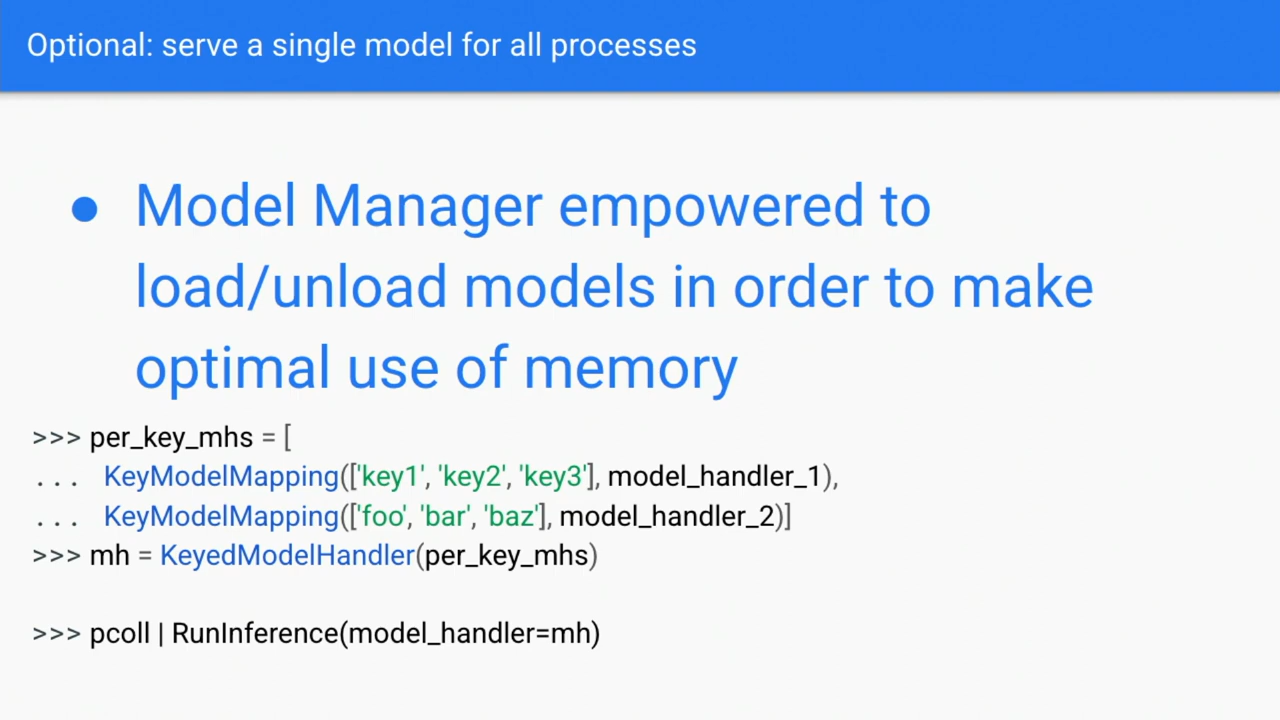 Optional: serve a single model for all processes
● Model Manager empowered to
load/unload models in order to make
optimal use of memory
>>> per_key_mhs = [
... KeyModelMapping(['key1', 'key2', 'key3'], model_handler_1),
... KeyModelMapping(['foo', 'bar', 'baz'], model_handler_2)]
>>> mh = KeyedModelHandler(per_key_mhs)
>>> pcoll | RunInference(model_handler=mh)